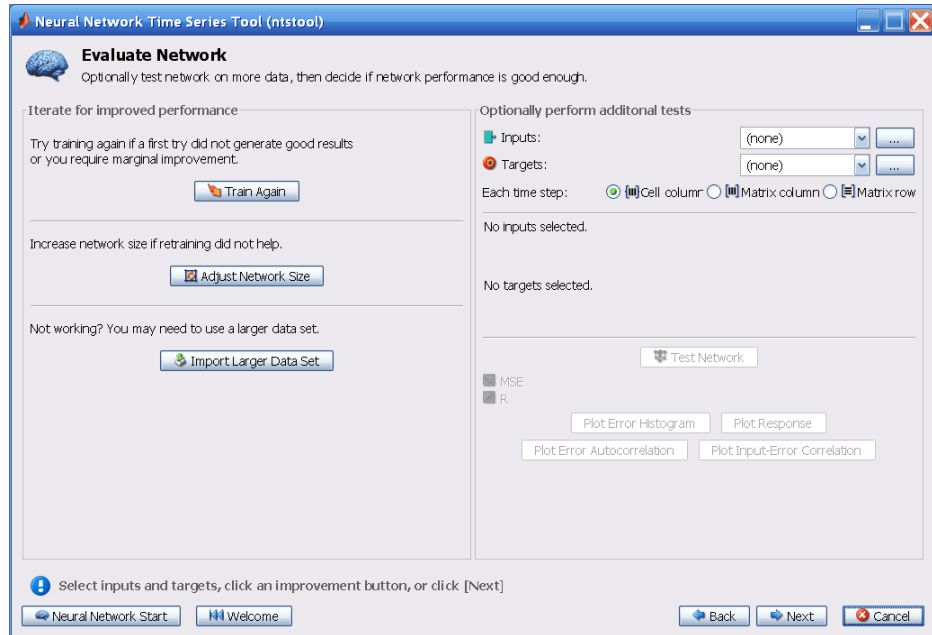 Neural Network Time Series Tool (ntstool)
Evaluate Network
Optionally test network on more data, then decide if network performance is good enough.
Iterate for improved performance
Try training again if a first try did not generate good results
or you require marginal improvement.
Train Again
Increase network size if retraining did not help.
Adjust Network Size
Not working? You may need to use a larger data set.
Import Larger Data Set
Optionally perform additonal tests
Inputs: (none) ...
Targets: (none) ...
Each time step: Cell columr Matrix column Matrix row
No inputs selected.
No targets selected.
Test Network
MSE
R
Plot Error Histogram Plot Response
Plot Error Autocorrelation Plot Input-Error Correlation
Select inputs and targets, click an improvement button, or click [Next]
Neural Network Start Welcome Back Next Cancel